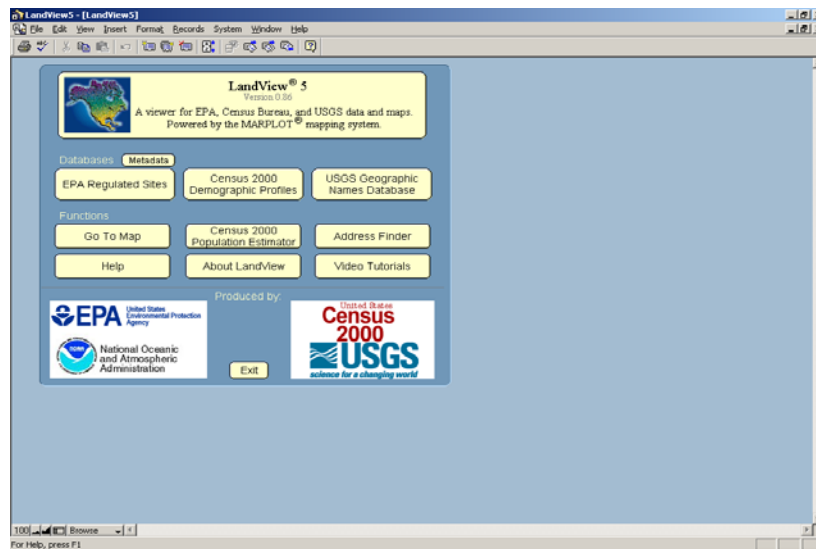 LandView5 - [LandView5]
File Edit View Insert Format Records System Window Help
LandView® 5
Version 0.86
A viewer for EPA, Census Bureau, and USGS data and maps.
Powered by the MARPLOT® mapping system.
Databases Metadata
EPA Regulated Sites
Census 2000
Demographic Profiles
USGS Geographic
Names Database
Functions
Go To Map
Census 2000
Population Estimator
Address Finder
Help
About LandView
Video Tutorials
Produced by:
EPA
United States
Environmental Protection
Agency
National Oceanic
and Atmospheric
Administration
United States
Census
2000
USGS
science for a changing world
Exit
100 Browse
For Help, press F1